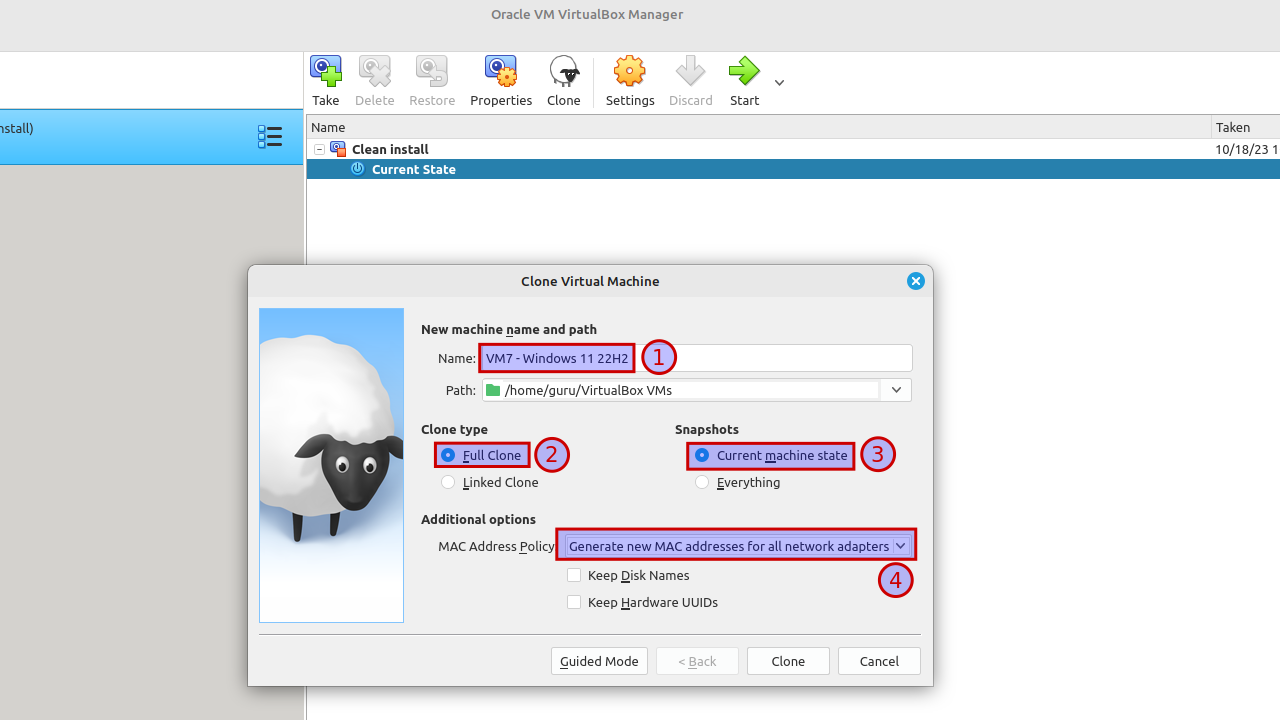 Oracle VM VirtualBox Manager
Take Delete Restore Properties Clone Settings Discard Start
nstall)
Name Taken
Clean install 10/18/23 1
Current State
Clone Virtual Machine
New machine name and path
Name: VM7 - Windows 11 22H2 1
Path: /home/guru/VirtualBox VMs
Clone type Snapshots
Full Clone 2 Current machine state 3
Linked Clone Everything
Additional options
MAC Address Policy Generate new MAC addresses for all network adapters
Keep Disk Names 4
Keep Hardware UUIDs
Guided Mode < Back Clone Cancel